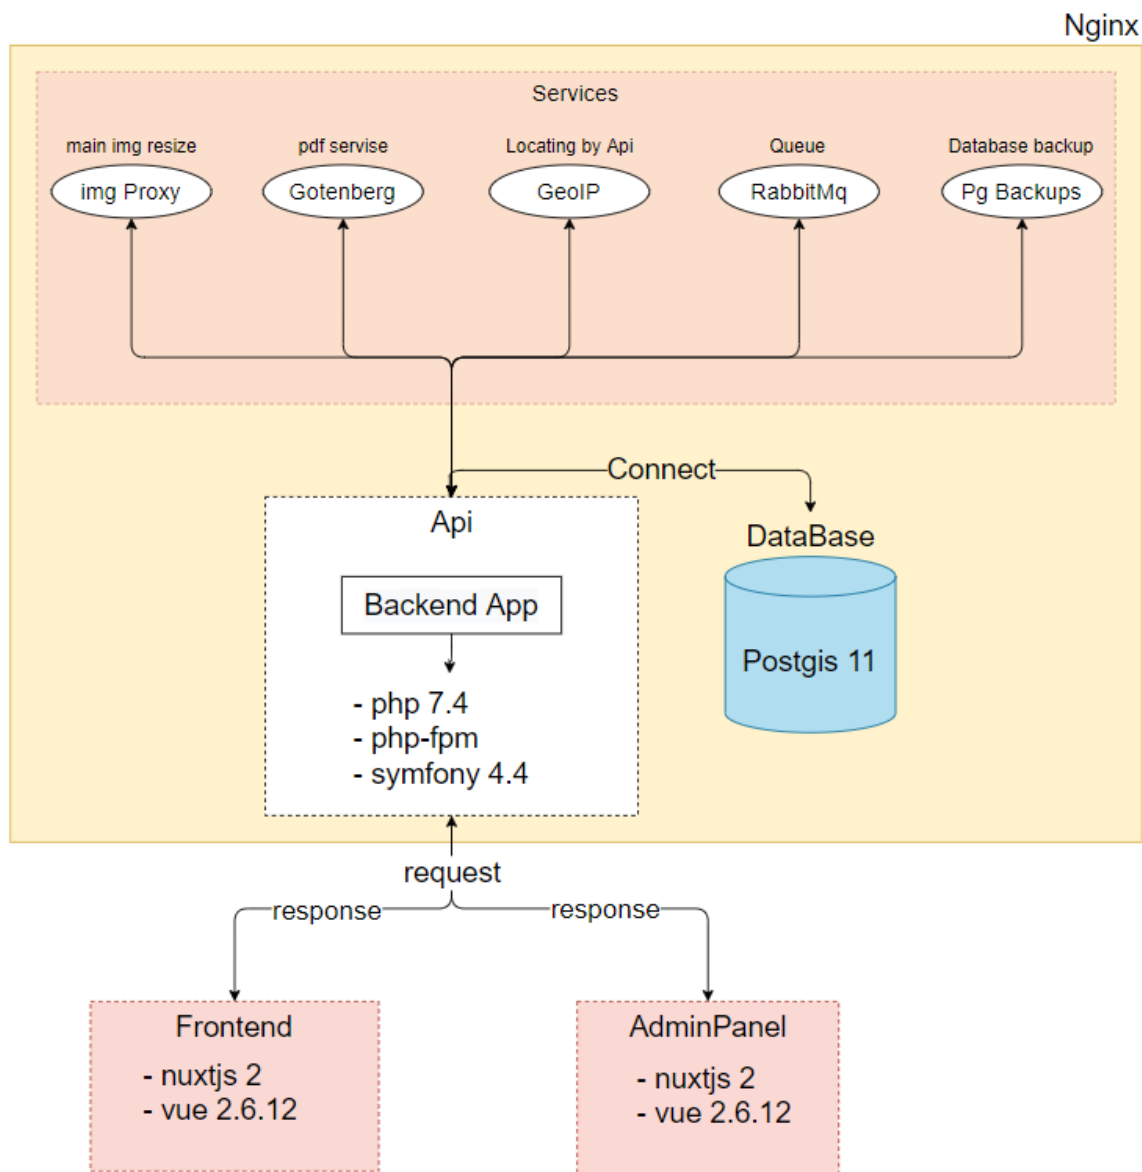 Nginx
Services
main img resize
pdf servise
Locating by Api
Queue
Database backup
img Proxy
Gotenberg
GeoIP
RabbitMq
Pg Backups
Connect
Api
DataBase
Backend App
Postgis 11
- php 7.4
- php-fpm
- symfony 4.4
request
response
response
Frontend
- nuxtjs 2
- vue 2.6.12
AdminPanel
- nuxtjs 2
- vue 2.6.12